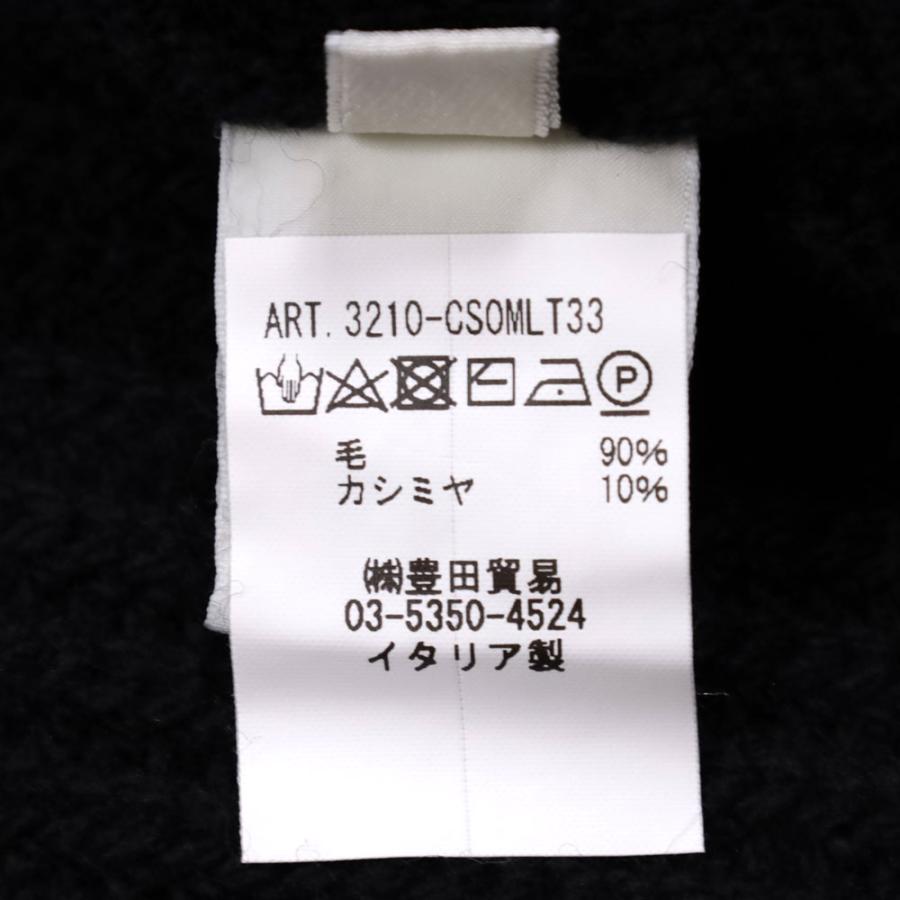 ART. 3210-CSOMLT33
P
毛 90%
カシミヤ 10%
㈱豊田貿易
03-5350-4524
イタリア製